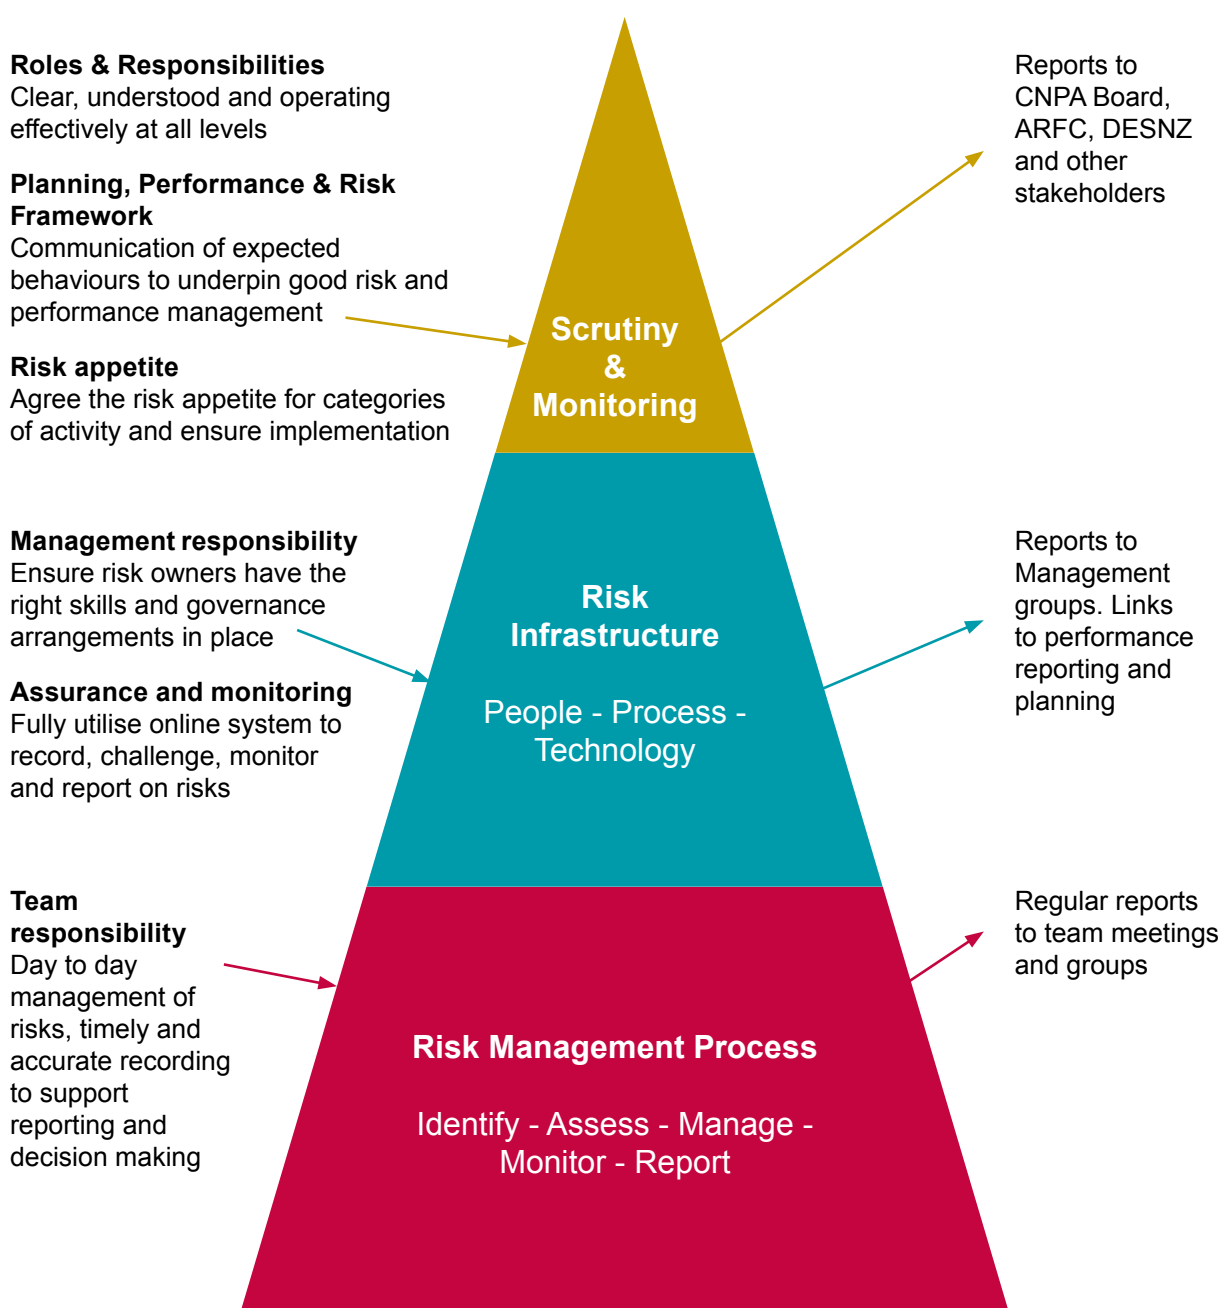 Roles & Responsibilities
Clear, understood and operating
effectively at all levels
Planning, Performance & Risk
Framework
Communication of expected
behaviours to underpin good risk and
performance management
Risk appetite
Agree the risk appetite for categories
of activity and ensure implementation
Scrutiny
&
Monitoring
Reports to
CNPA Board,
ARFC, DESNZ
and other
stakeholders
Management responsibility
Ensure risk owners have the
right skills and governance
arrangements in place
Assurance and monitoring
Fully utilise online system to
record, challenge, monitor
and report on risks
Risk
Infrastructure
People - Process -
Technology
Reports to
Management
groups. Links
to performance
reporting and
planning
Team
responsibility
Day to day
management of
risks, timely and
accurate recording
to support
reporting and
decision making
Risk Management Process
Identify - Assess - Manage -
Monitor - Report
Regular reports
to team meetings
and groups